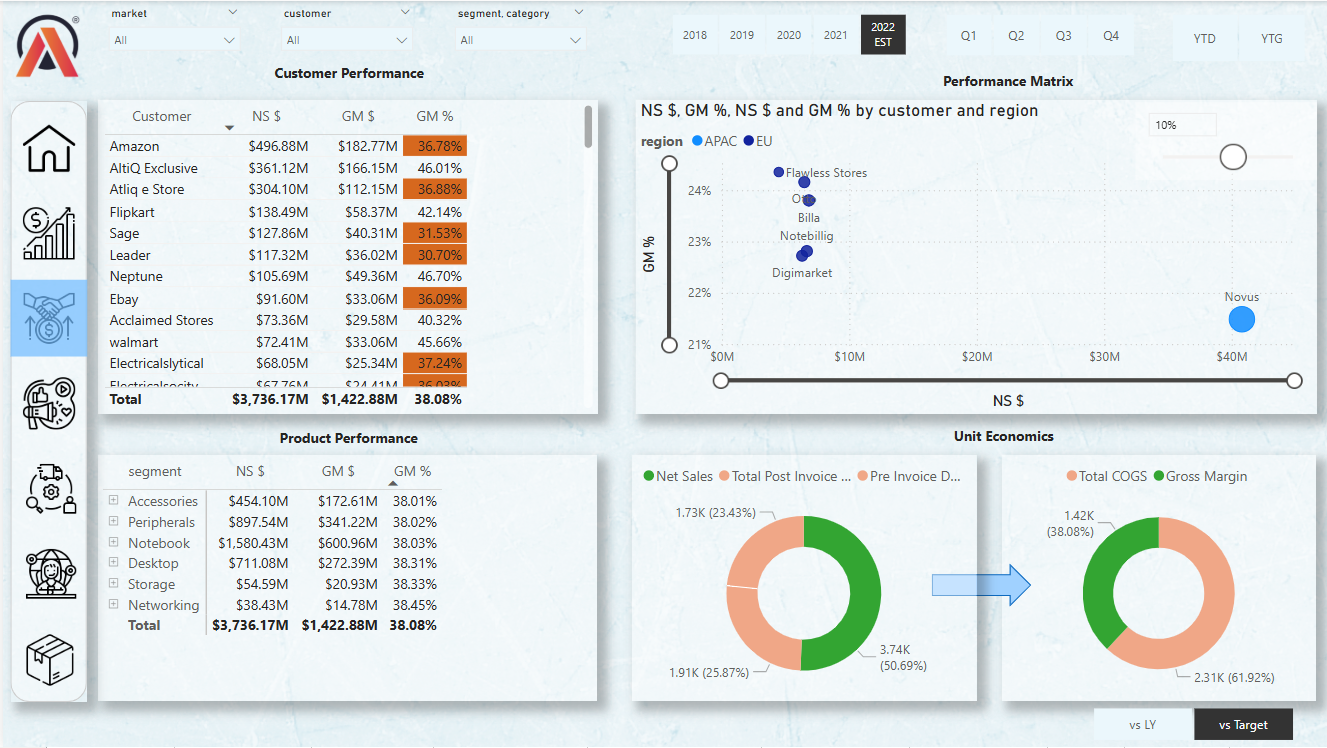 market customer segment, category
All All All
2018 2019 2020 2021 2022 EST Q1 Q2 Q3 Q4 YTD YTG
®
Customer Performance
Customer NS $ GM $ GM %
Amazon $496.88M $182.77M 36.78%
AltiQ Exclusive $361.12M $166.15M 46.01%
Atliq e Store $304.10M $112.15M 36.88%
Flipkart $138.49M $58.37M 42.14%
Sage $127.86M $40.31M 31.53%
Leader $117.32M $36.02M 30.70%
Neptune $105.69M $49.36M 46.70%
Ebay $91.60M $33.06M 36.09%
Acclaimed Stores $73.36M $29.58M 40.32%
walmart $72.41M $33.06M 45.66%
Electricalslytical $68.05M $25.34M 37.24%
Electricalsocity $67.76M $24.41M 36.03%
Total $3,736.17M $1,422.88M 38.08%
Performance Matrix
NS $, GM %, NS $ and GM % by customer and region
10%
region APAC EU
Flawless Stores
24%
Billa
Notebillig
23%
Digimarket
22%
Novus
21%
GM %
$0M $10M $20M $30M $40M
NS $
Product Performance
segment NS $ GM $ GM %
Accessories $454.10M $172.61M 38.01%
Peripherals $897.54M $341.22M 38.02%
Notebook $1,580.43M $600.96M 38.03%
Desktop $711.08M $272.39M 38.31%
Storage $54.59M $20.93M 38.33%
Networking $38.43M $14.78M 38.45%
Total $3,736.17M $1,422.88M 38.08%
Unit Economics
Net Sales Total Post Invoice ... Pre Invoice D...
1.73K (23.43%)
3.74K
(50.69%)
1.91K (25.87%)
Total COGS Gross Margin
1.42K
(38.08%)
2.31K (61.92%)
vs LY vs Target